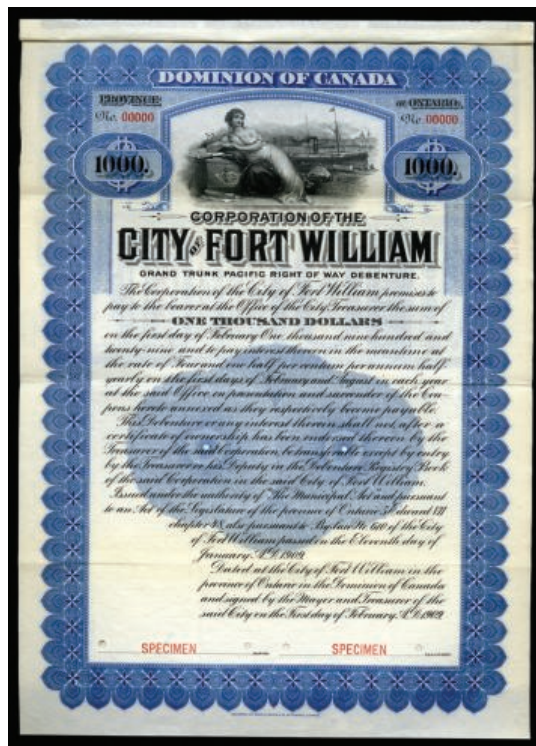 DOMINION OF CANADA
PROVINCE OF ONTARIO.
No. 00000 No. 00000
1000. 1000.
CORPORATION OF THE
CITY OF FORT WILLIAM
GRAND TRUNK PACIFIC RIGHT OF WAY DEBENTURE.
The Corporation of the City of Fort William promises to
pay to the bearer at the Office of the City Treasurer the sum of
ONE THOUSAND DOLLARS
on the first day of February One thousand nine hundred and
twenty-nine and to pay interest thereon in the meantime at
the rate of Four and one half per centum per annum half-
yearly on the first days of February and August in each year
at the said Office on presentation and surrender of the Cou-
pons hereto annexed as they respectively become payable.
This Debenture or any interest therein shall not, after a
certificate of ownership has been endorsed thereon by the
Treasurer of the said Corporation, be transferable except by entry
by the Treasurer or his Deputy in the Debenture Registry Book
of the said Corporation in the said City of Fort William.
Issued under the authority of "The Municipal Act and pursuant
to an Act of the Legislature of the province of Ontario 5 Edward VII
chapter 48, also pursuant to By-law No. 610 of the City
of Fort William passed on the Eleventh day of
January A.D. 1909.
Dated at the City of Fort William in the
province of Ontario in the Dominion of Canada
and signed by the Mayor and Treasurer of the
said City on the First day of February A.D. 1909.
SPECIMEN SPECIMEN